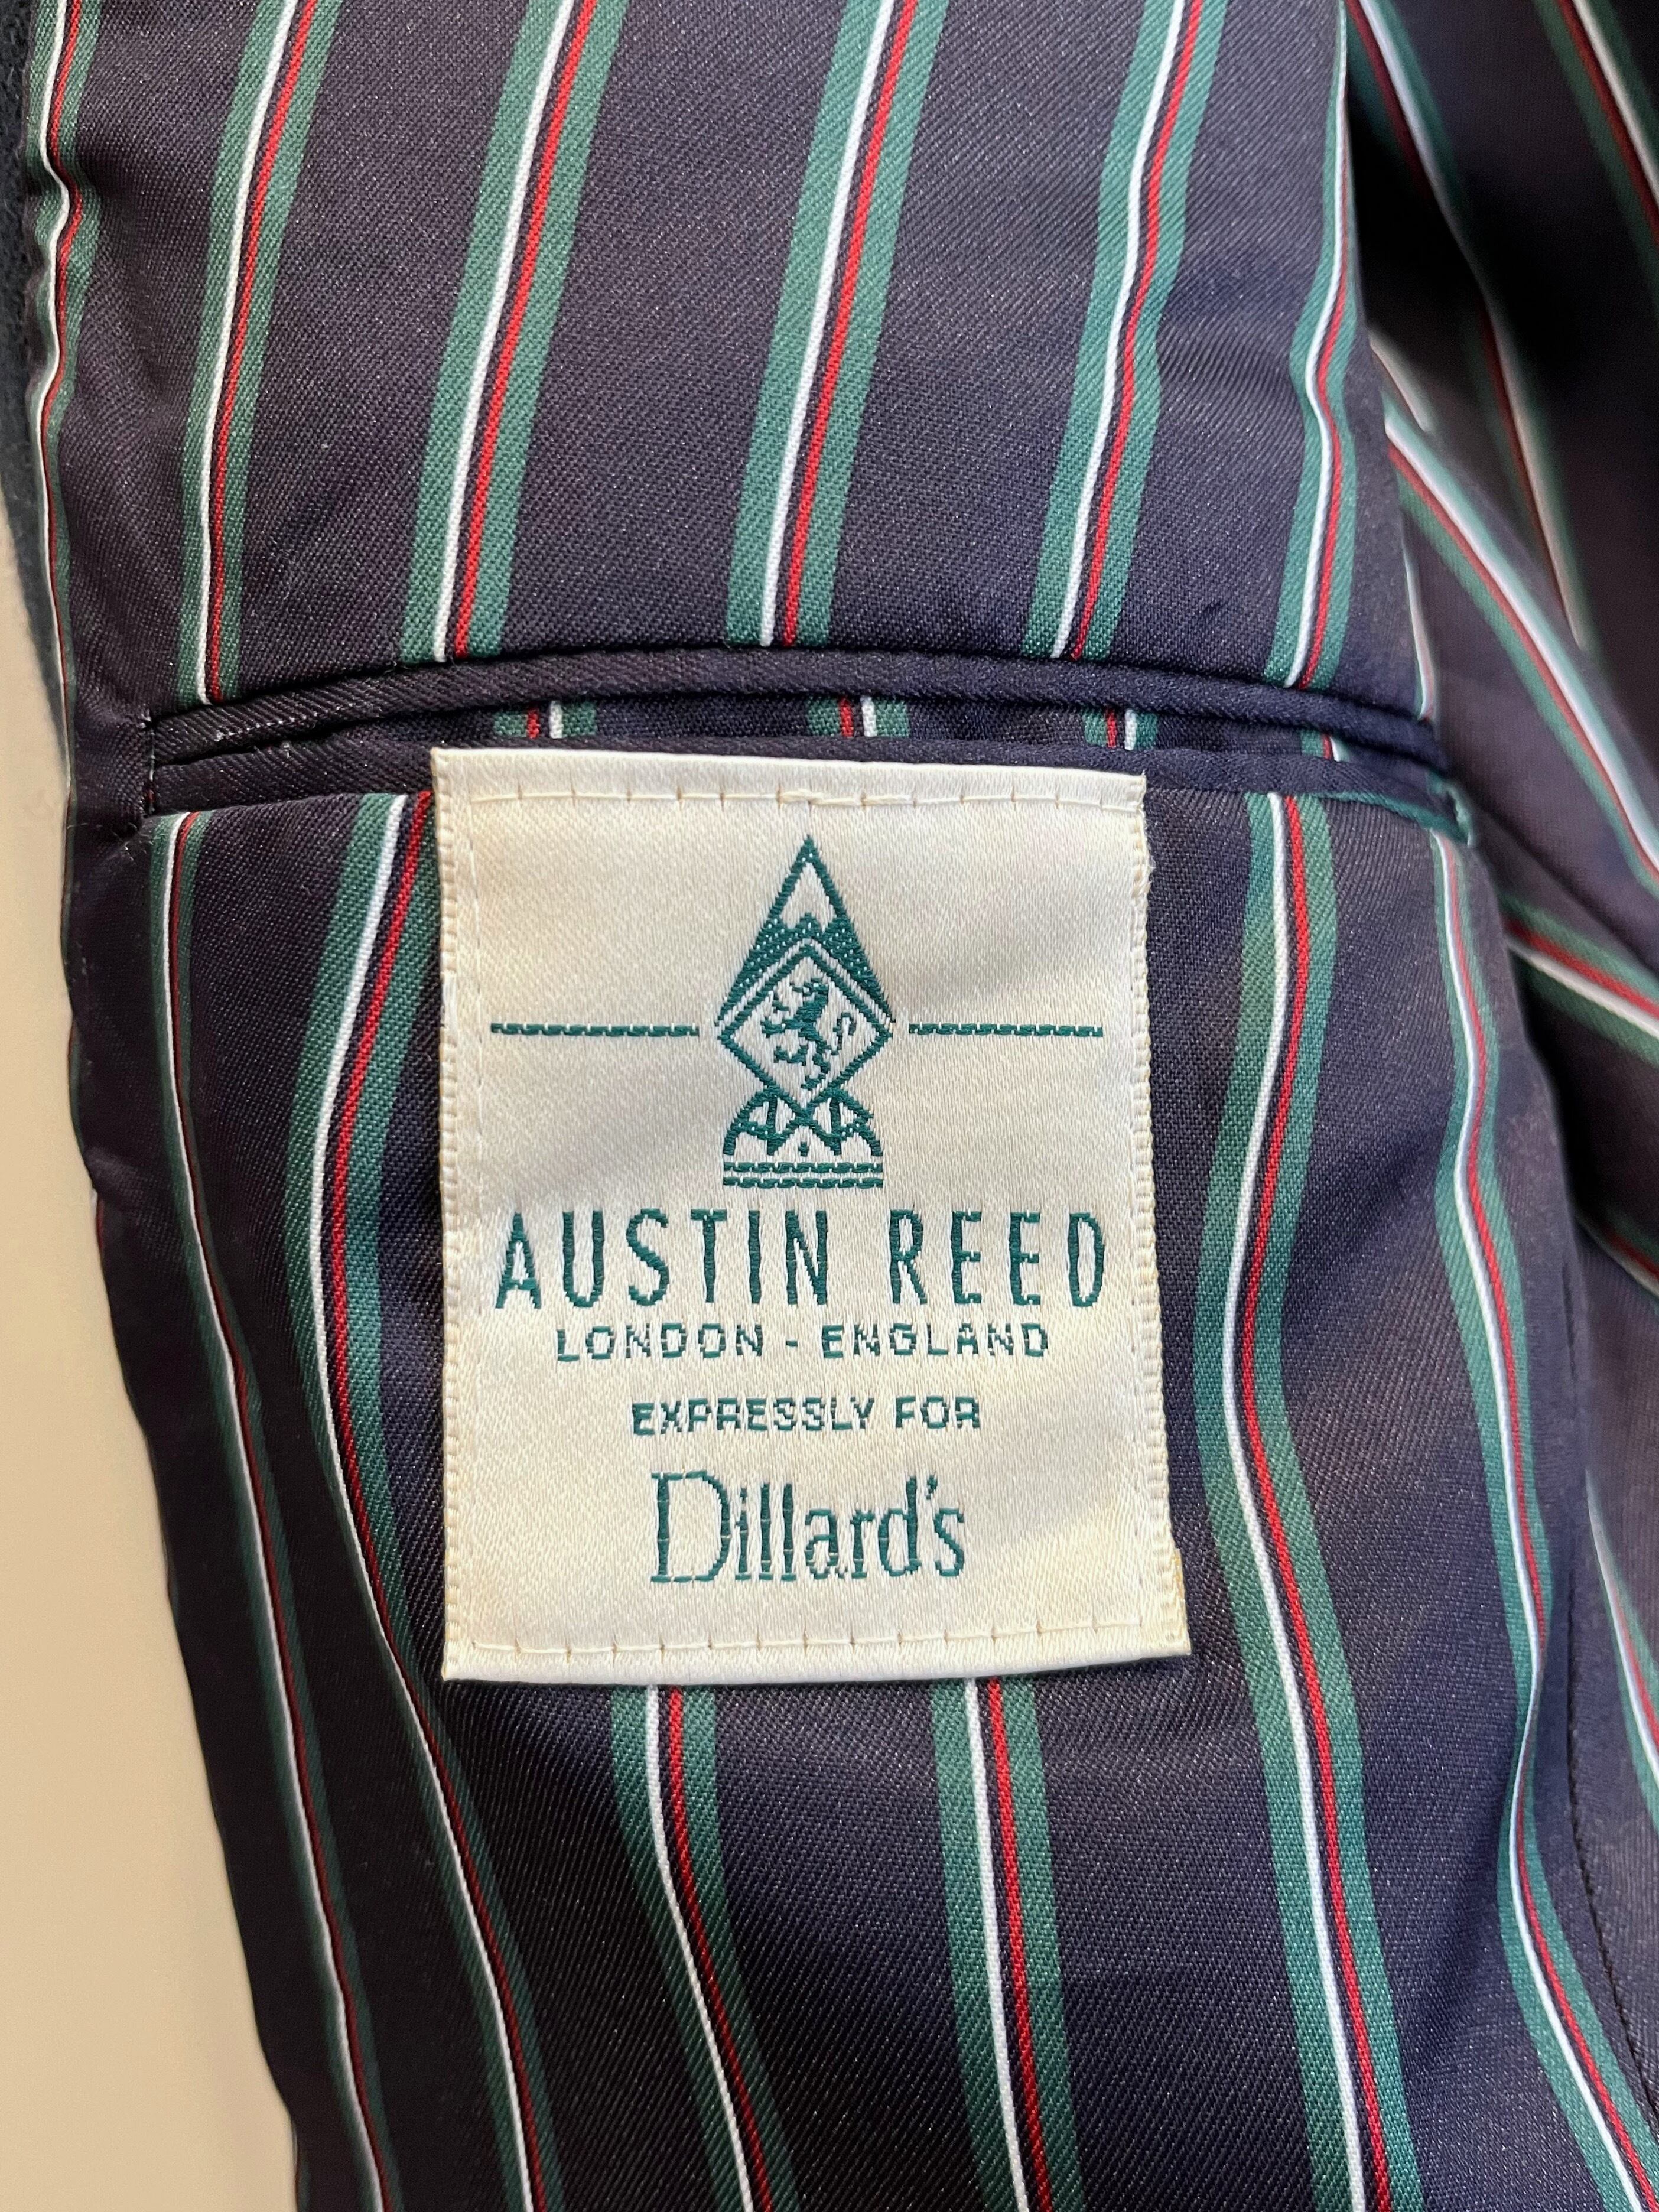 AUSTIN REED
LONDON - ENGLAND
EXPRESSLY FOR
Dillard's